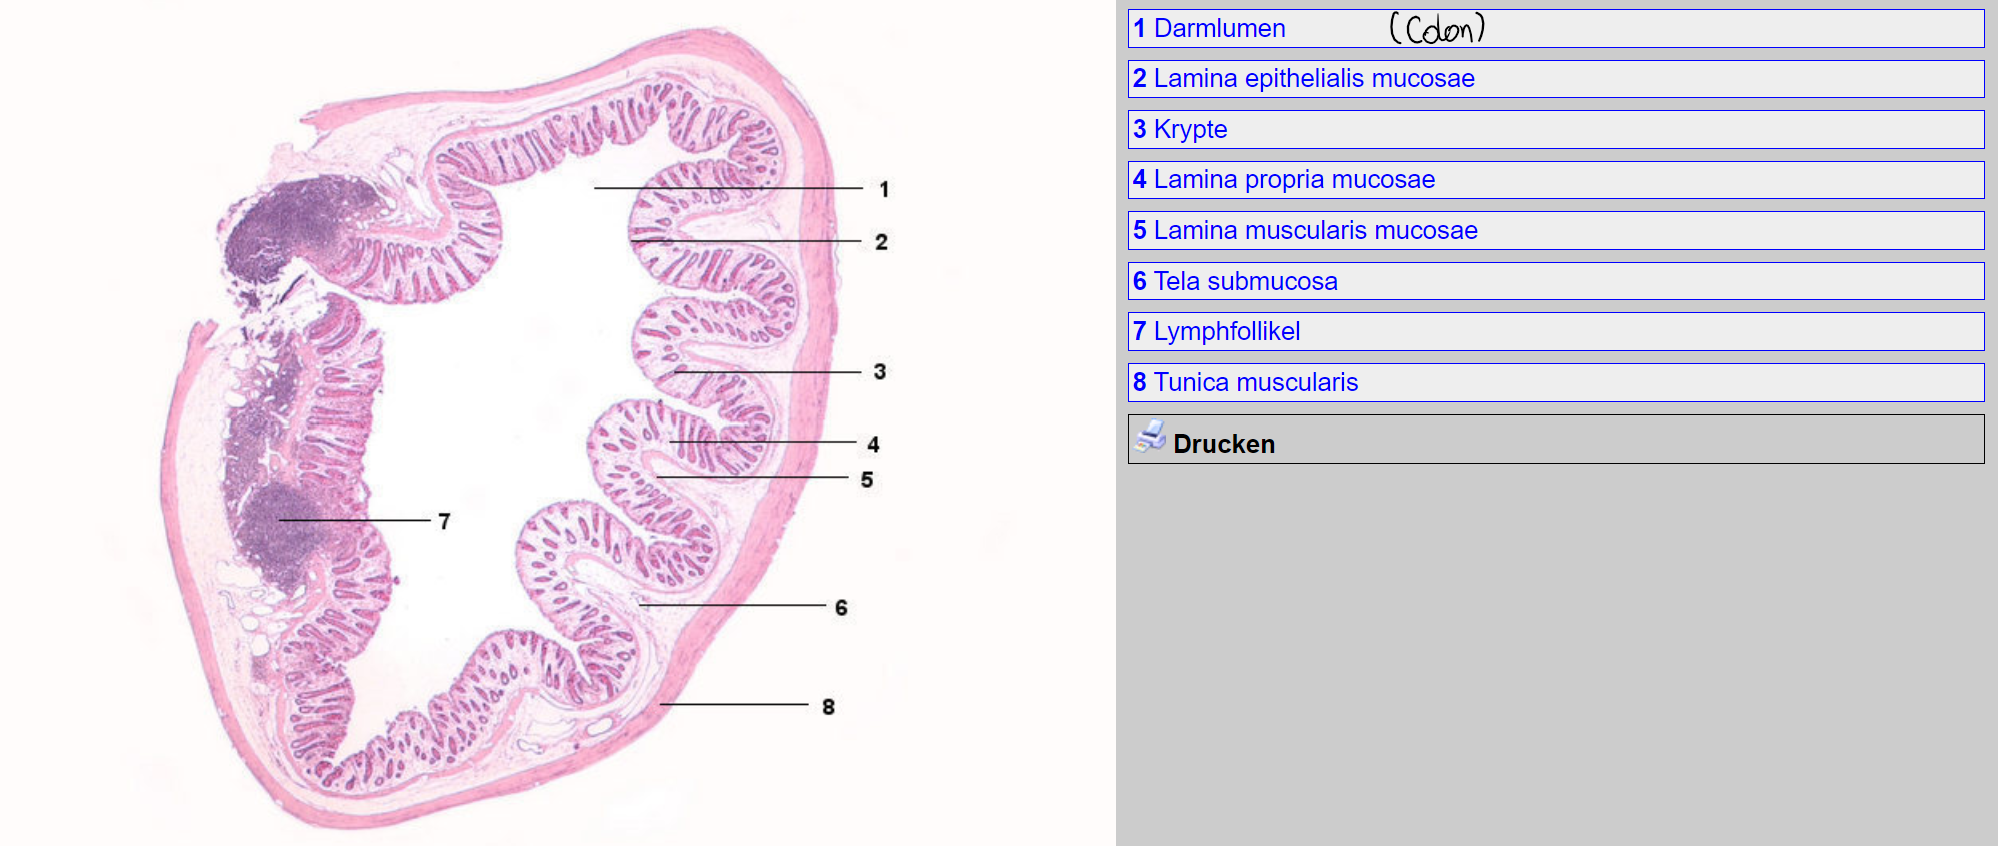 1
2
3
4
5
6
7
8
1 Darmlumen (Colon)
2 Lamina epithelialis mucosae
3 Krypte
4 Lamina propria mucosae
5 Lamina muscularis mucosae
6 Tela submucosa
7 Lymphfollikel
8 Tunica muscularis
Drucken